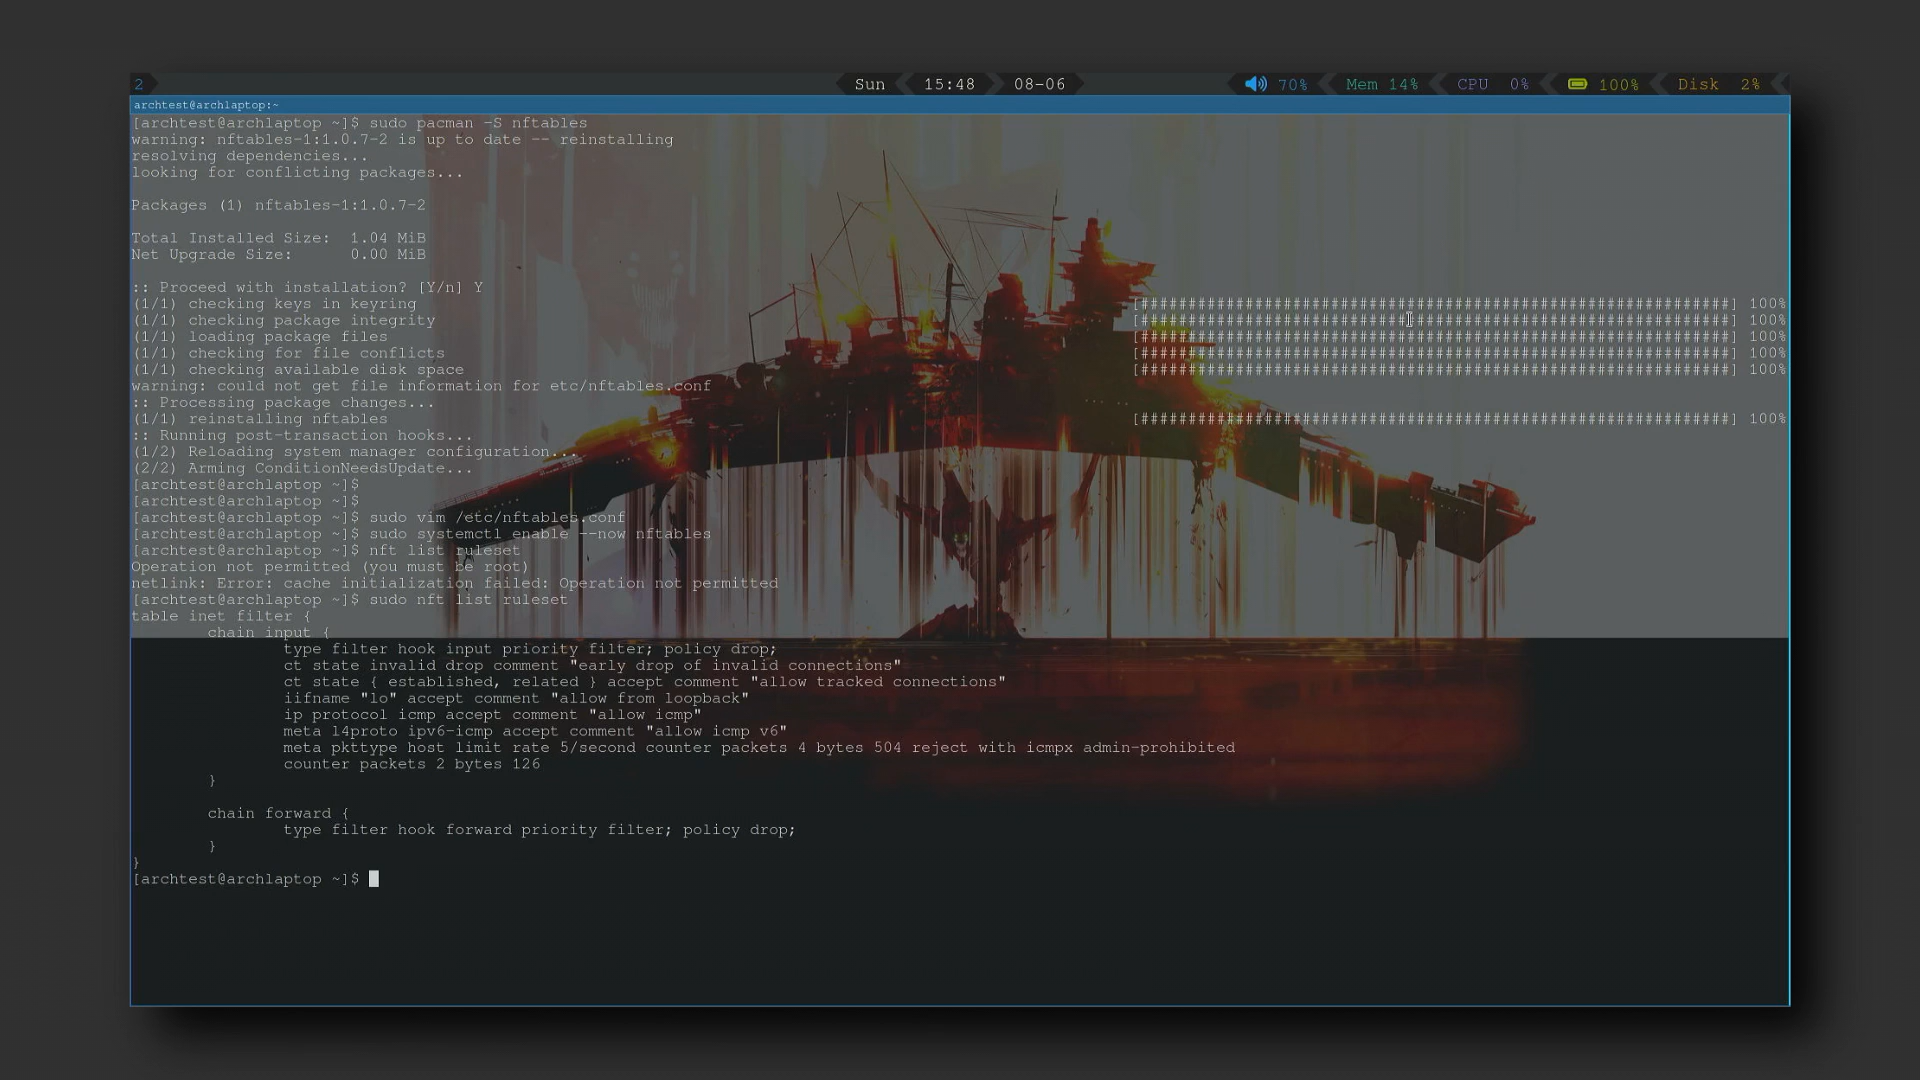 2
Sun 15:48 08-06
70% Mem 14% CPU 0% 100% Disk 2%
archtest@archlaptop:~
[archtest@archlaptop ~]$ sudo pacman -S nftables
warning: nftables-1:1.0.7-2 is up to date -- reinstalling
resolving dependencies...
looking for conflicting packages...
Packages (1) nftables-1:1.0.7-2
Total Installed Size:  1.04 MiB
Net Upgrade Size:      0.00 MiB
:: Proceed with installation? [Y/n] Y
(1/1) checking keys in keyring [##############################################################] 100%
(1/1) checking package integrity [##############################################################] 100%
(1/1) loading package files [##############################################################] 100%
(1/1) checking for file conflicts [##############################################################] 100%
(1/1) checking available disk space [##############################################################] 100%
warning: could not get file information for etc/nftables.conf
:: Processing package changes...
(1/1) reinstalling nftables [##############################################################] 100%
:: Running post-transaction hooks...
(1/2) Reloading system manager configuration...
(2/2) Arming ConditionNeedsUpdate...
[archtest@archlaptop ~]$
[archtest@archlaptop ~]$
[archtest@archlaptop ~]$ sudo vim /etc/nftables.conf
[archtest@archlaptop ~]$ sudo systemctl enable --now nftables
[archtest@archlaptop ~]$ nft list ruleset
Operation not permitted (you must be root)
netlink: Error: cache initialization failed: Operation not permitted
[archtest@archlaptop ~]$ sudo nft list ruleset
table inet filter {
        chain input {
                type filter hook input priority filter; policy drop;
                ct state invalid drop comment "early drop of invalid connections"
                ct state { established, related } accept comment "allow tracked connections"
                iifname "lo" accept comment "allow from loopback"
                ip protocol icmp accept comment "allow icmp"
                meta l4proto ipv6-icmp accept comment "allow icmp v6"
                meta pkttype host limit rate 5/second counter packets 4 bytes 504 reject with icmpx admin-prohibited
                counter packets 2 bytes 126
        }
        chain forward {
                type filter hook forward priority filter; policy drop;
        }
}
[archtest@archlaptop ~]$